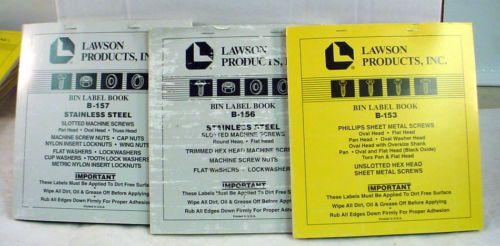 LAWSON
PRODUCTS, INC.
BIN LABEL BOOK
B-157
STAINLESS STEEL
SLOTTED MACHINE SCREWS
Pan Head • Oval Head • Truss Head
MACHINE SCREW NUTS • CAP NUTS
NYLON INSERT LOCKNUTS • WING NUTS
FLAT WASHERS • LOCKWASHERS
CUP WASHERS • TOOTH LOCK WASHERS
METRIC NYLON INSERT LOCKNUTS
IMPORTANT
These Labels Must Be Applied To Dirt Free Surface
Wipe All Dirt, Oil & Grease Off Before Applying
Rub All Edges Down Firmly For Proper Adhesion
Printed in U.S.A.
LAWSON
PRODUCTS, INC.
BIN LABEL BOOK
B-156
STAINLESS STEEL
SLOTTED MACHINE SCREWS
Round Head • Flat Head
TRIMMED HEX HEAD MACHINE SCREWS
MACHINE SCREW NUTS
FLAT WASHERS • LOCKWASHERS
IMPORTANT
These Labels Must Be Applied To Dirt Free Surface
Wipe All Dirt, Oil & Grease Off Before Applying
Rub All Edges Down Firmly For Proper Adhesion
Printed in U.S.A.
LAWSON
PRODUCTS, INC.
BIN LABEL BOOK
B-153
PHILLIPS SHEET METAL SCREWS
Oval Head • Flat Head
Pan Head • Oval Washer Head
Oval Head with Oversize Shank
Pan • Oval and Flat Head (Black Oxide)
Torx Pan & Flat Head
UNSLOTTED HEX HEAD
SHEET METAL SCREWS
IMPORTANT
These Labels Must Be Applied To Dirt Free Surface
Wipe All Dirt, Oil & Grease Off Before Applying
Rub All Edges Down Firmly For Proper Adhesion
Printed in U.S.A.